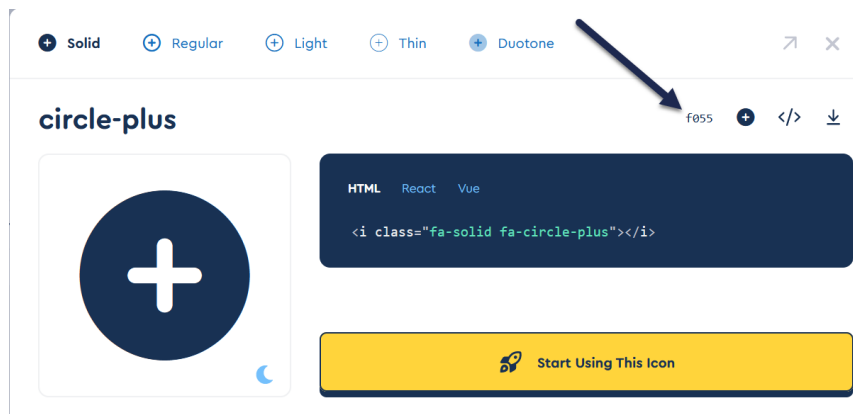 Solid Regular Light Thin Duotone
circle-plus f055 </>
HTML React Vue
<i class="fa-solid fa-circle-plus"></i>
Start Using This Icon